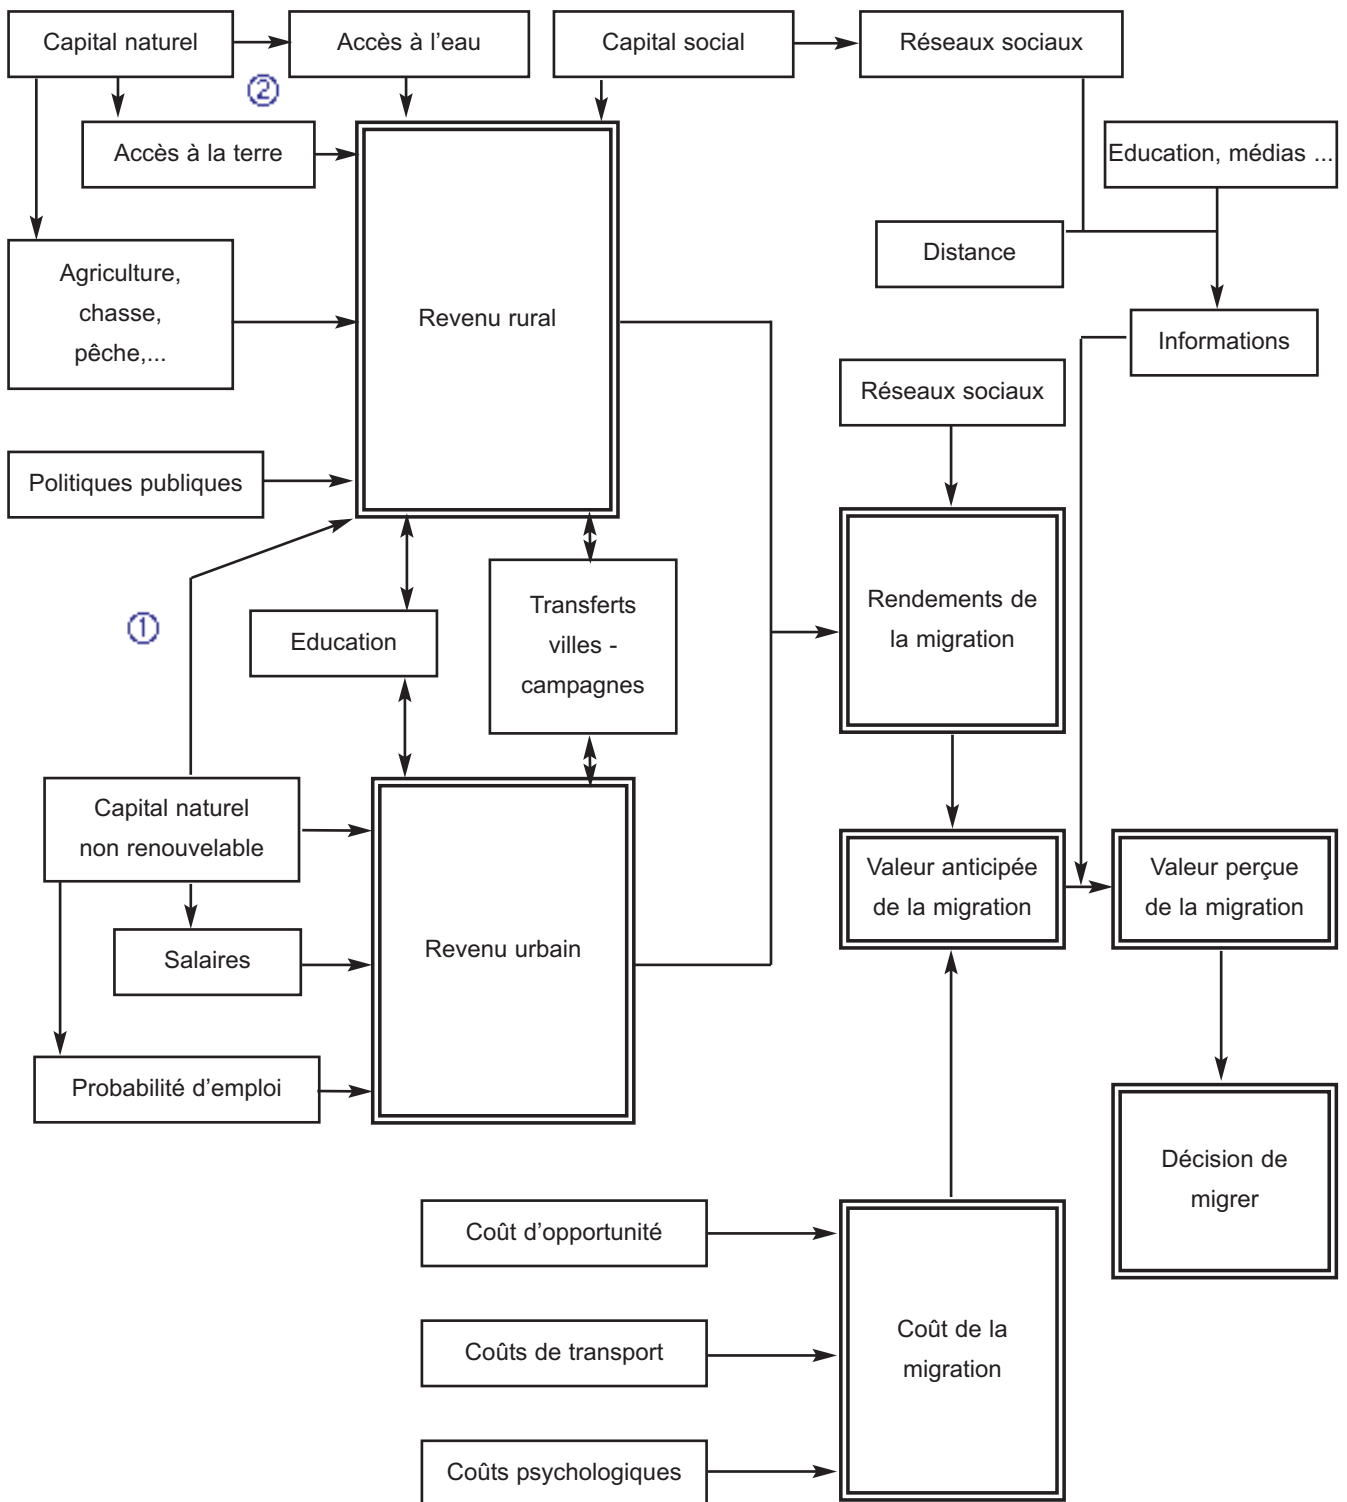 Capital naturel
Accès à l'eau
Capital social
Réseaux sociaux
②
Accès à la terre
Education, médias ...
Distance
Agriculture,
chasse,
pêche,...
Revenu rural
Informations
Réseaux sociaux
Politiques publiques
Rendements de
la migration
①
Education
Transferts
villes -
campagnes
Capital naturel
non renouvelable
Valeur anticipée
de la migration
Valeur perçue
de la migration
Salaires
Revenu urbain
Probabilité d'emploi
Décision de
migrer
Coût d'opportunité
Coûts de transport
Coût de la
migration
Coûts psychologiques